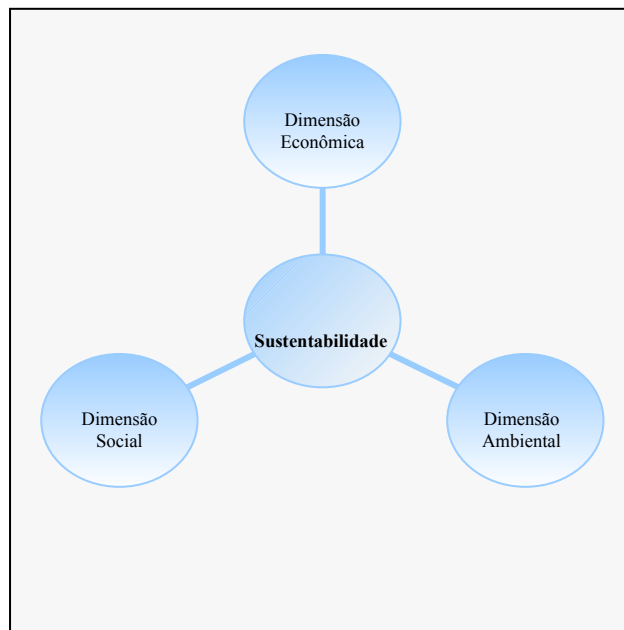 Dimensão
Econômica
Sustentabilidade
Dimensão
Social
Dimensão
Ambiental